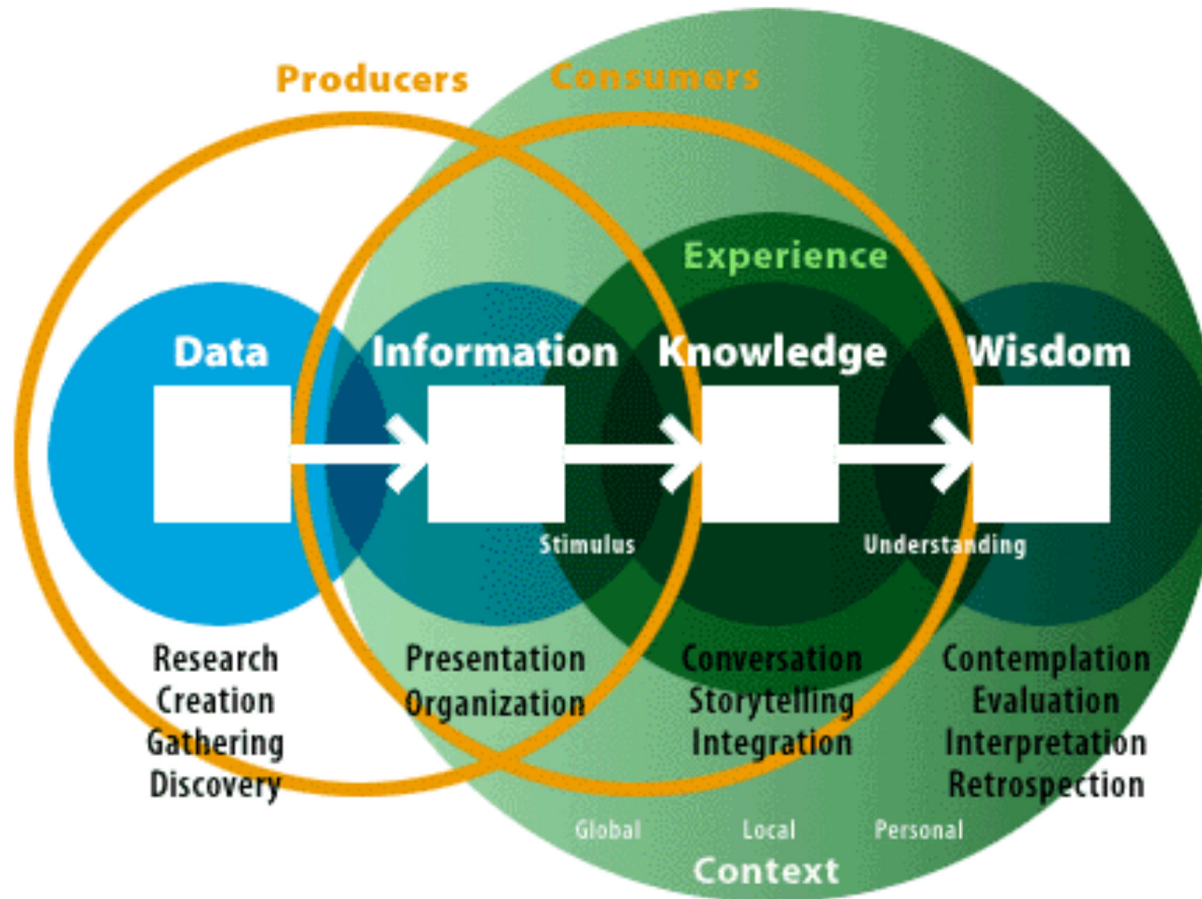 Producers Consumers
Experience
Data Information Knowledge Wisdom
Stimulus Understanding
Research
Creation
Gathering
Discovery
Presentation
Organization
Conversation
Storytelling
Integration
Contemplation
Evaluation
Interpretation
Retrospection
Global Local Personal
Context